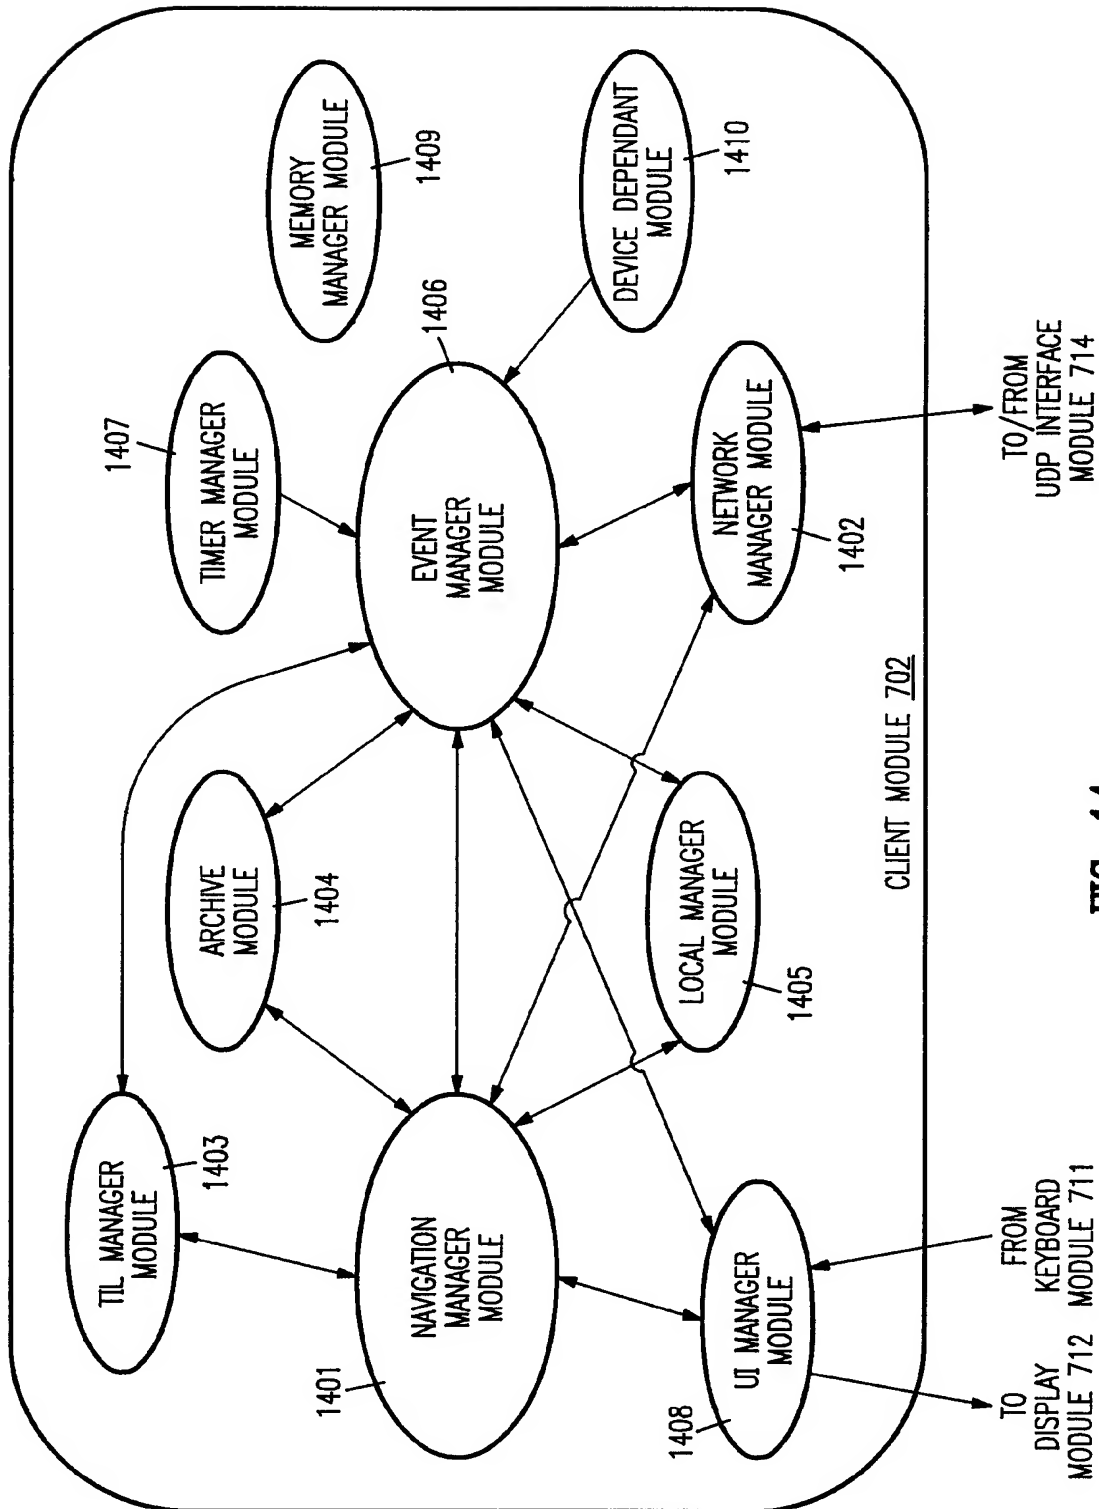 TIL MANAGER
MODULE
1403
ARCHIVE
MODULE
1404
1407
TIMER MANAGER
MODULE
MEMORY
MANAGER MODULE
1409
1401
NAVIGATION
MANAGER
MODULE
EVENT
MANAGER
MODULE
1406
1408
UI MANAGER
MODULE
LOCAL MANAGER
MODULE
1405
NETWORK
MANAGER MODULE
1402
DEVICE DEPENDANT
MODULE
1410
CLIENT MODULE 702
TO
DISPLAY
MODULE 712
FROM
KEYBOARD
MODULE 711
TO/FROM
UDP INTERFACE
MODULE 714